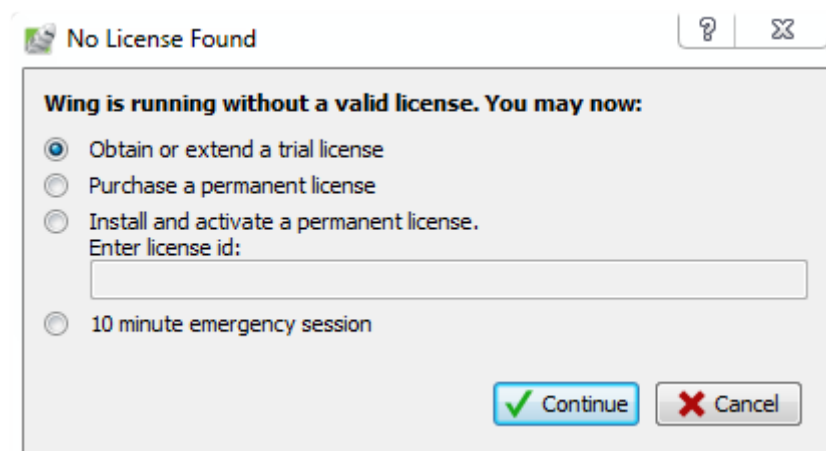 No License Found
Wing is running without a valid license. You may now:
Obtain or extend a trial license
Purchase a permanent license
Install and activate a permanent license.
Enter license id:
10 minute emergency session
Continue
Cancel